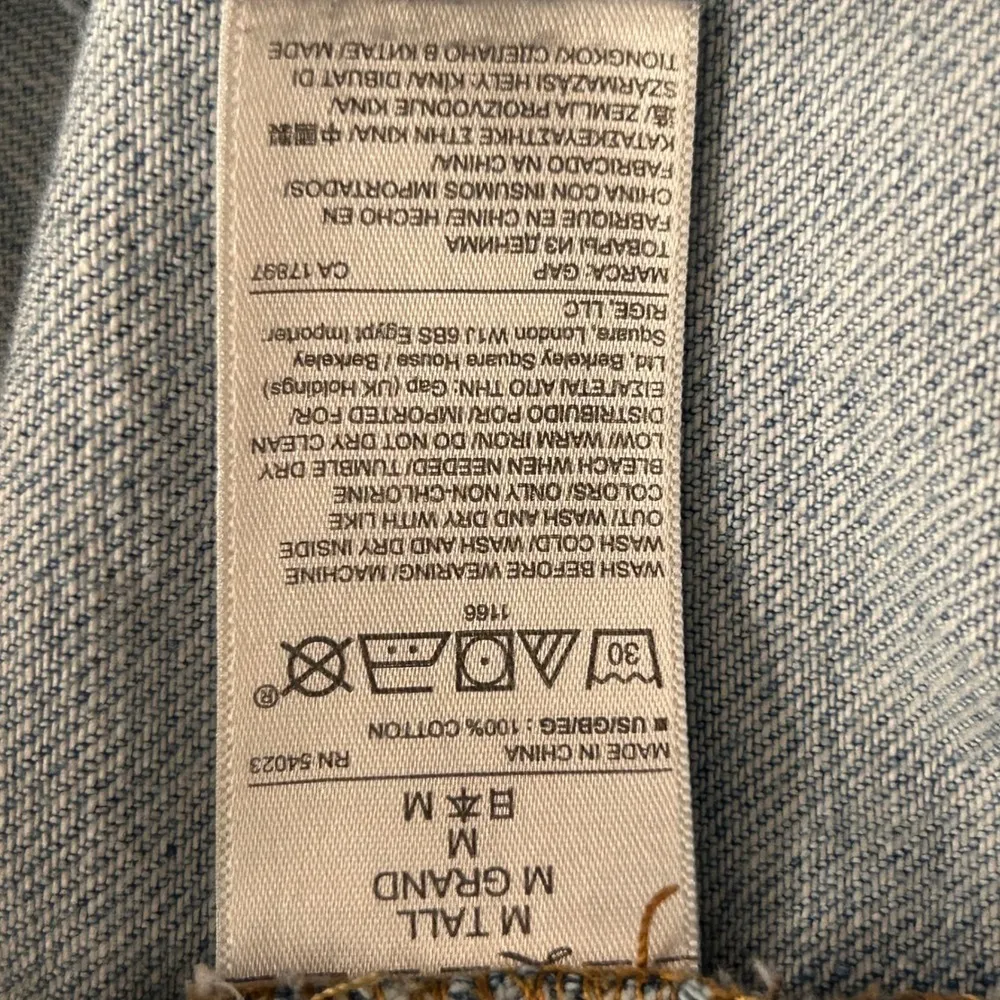 M TALL
M GRAND
M
日本 M
MADE IN CHINA RN 54023
■ US/GB/EG : 100% COTTON
30
®
1166
WASH BEFORE WEARING/ MACHINE
WASH COLD/ WASH AND DRY INSIDE
OUT/ WASH AND DRY WITH LIKE
COLORS/ ONLY NON-CHLORINE
BLEACH WHEN NEEDED/ TUMBLE DRY
LOW/ WARM IRON/ DO NOT DRY CLEAN
DISTRIBUIDO POR/ IMPORTED FOR/
ΕΙΣΑΓΕΤΑΙ ΑΠΟ ΤΗΝ: Gap (UK Holdings)
Ltd, Berkeley Square House / Berkeley
Square, London W1J 6BS Egypt Importer
RIGE, LLC
MARCA: GAP CA 17897
ТОВАРЫ ИЗ ДЕНИМА
FABRIQUE EN CHINE/ HECHO EN
CHINA CON INSUMOS IMPORTADOS/
FABRICADO NA CHINA/
ΚΑΤΑΣΚΕΥΑΣΤΗΚΕ ΣΤΗΝ ΚΙΝΑ/ 中國製
造/ ZEMLJA PROIZVODNJE KINA/
SZÁRMAZÁSI HELY: KÍNA/ DIBUAT DI
TIONGKOK/ СДЕЛАНО В КИТАЕ/ MADE